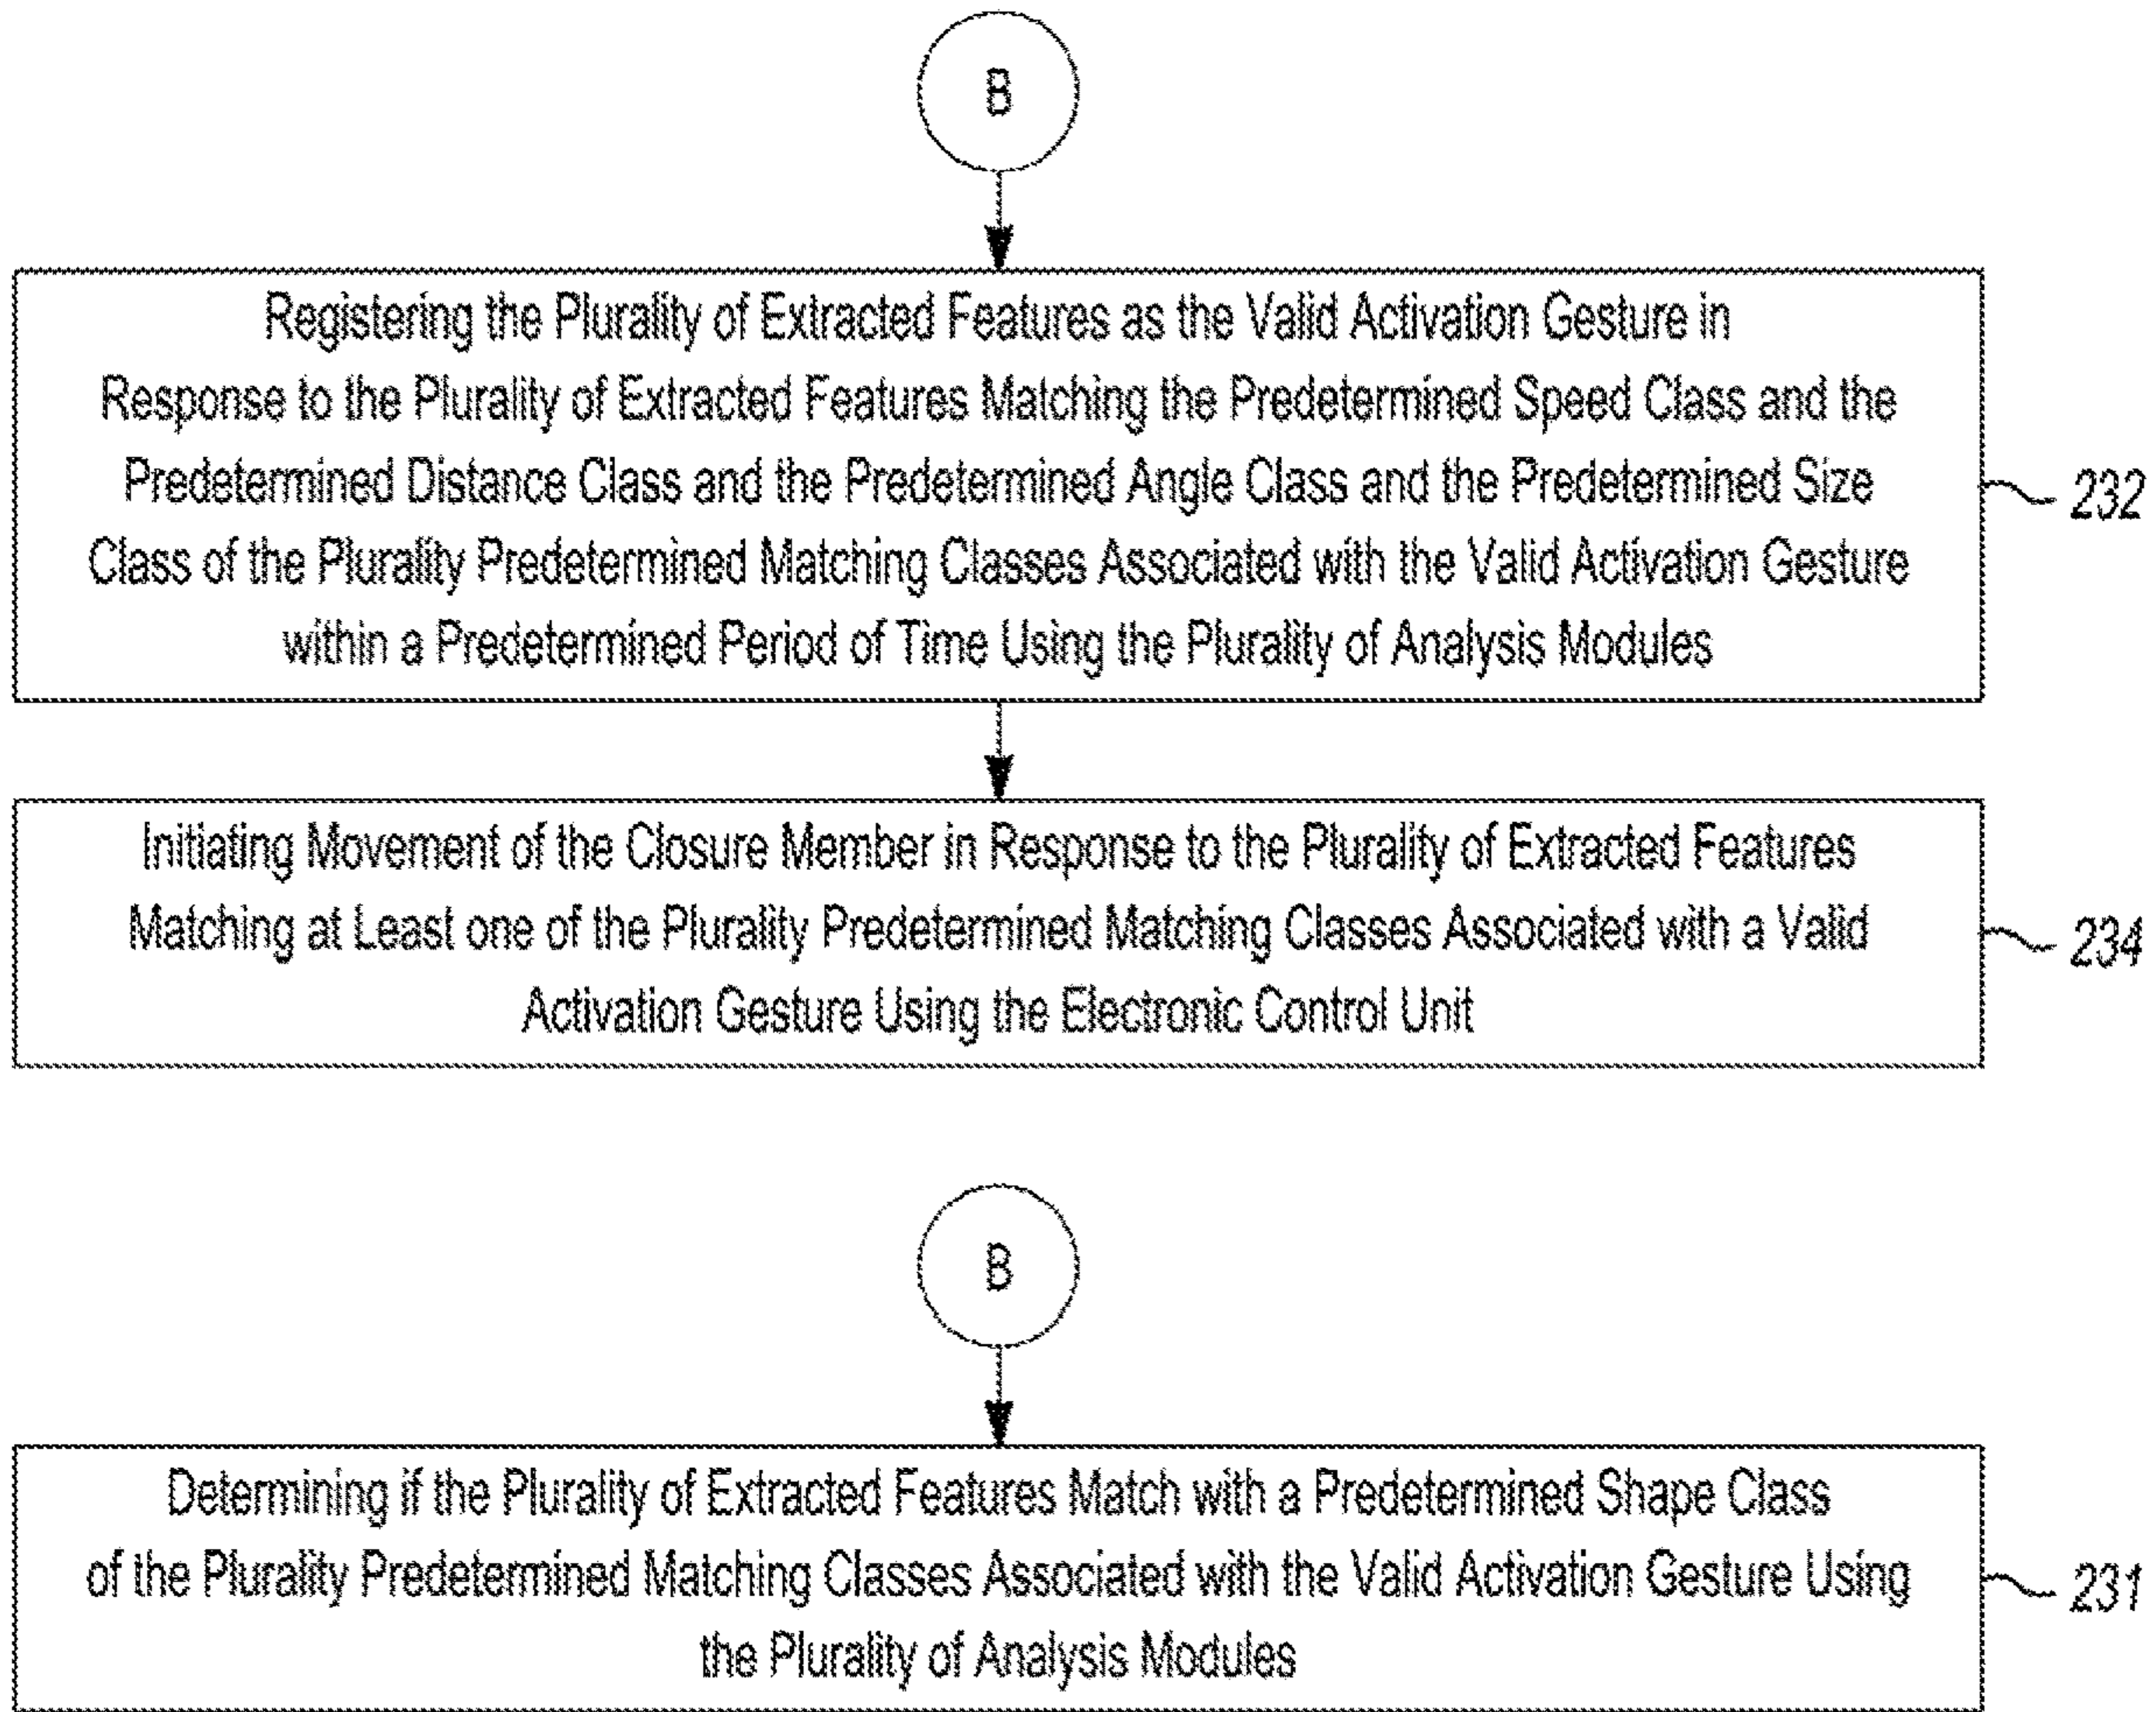 B
Registering the Plurality of Extracted Features as the Valid Activation Gesture in
Response to the Plurality of Extracted Features Matching the Predetermined Speed Class and the
Predetermined Distance Class and the Predetermined Angle Class and the Predetermined Size
Class of the Plurality Predetermined Matching Classes Associated with the Valid Activation Gesture
within a Predetermined Period of Time Using the Plurality of Analysis Modules
232
Initiating Movement of the Closure Member in Response to the Plurality of Extracted Features
Matching at Least one of the Plurality Predetermined Matching Classes Associated with a Valid
Activation Gesture Using the Electronic Control Unit
234
B
Determining if the Plurality of Extracted Features Match with a Predetermined Shape Class
of the Plurality Predetermined Matching Classes Associated with the Valid Activation Gesture Using
the Plurality of Analysis Modules
231